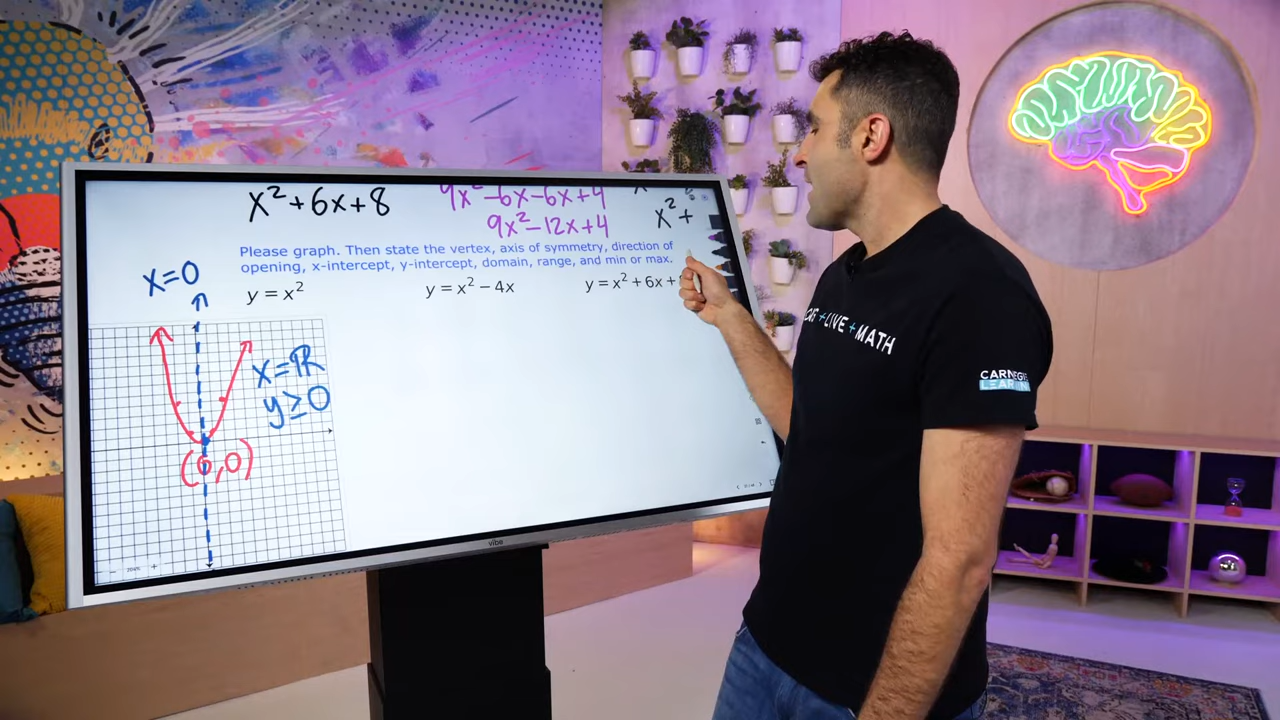 x²+6x+8
9x²-6x-6x+4
9x²-12x+4
x²+
Please graph. Then state the vertex, axis of symmetry, direction of
opening, x-intercept, y-intercept, domain, range, and min or max.
x=0
y = x²
y = x² − 4x
y = x² + 6x +
x=ℝ
y≥0
(0,0)
vibe
+LIVE+MATH
CARNEGIE
LEARNING